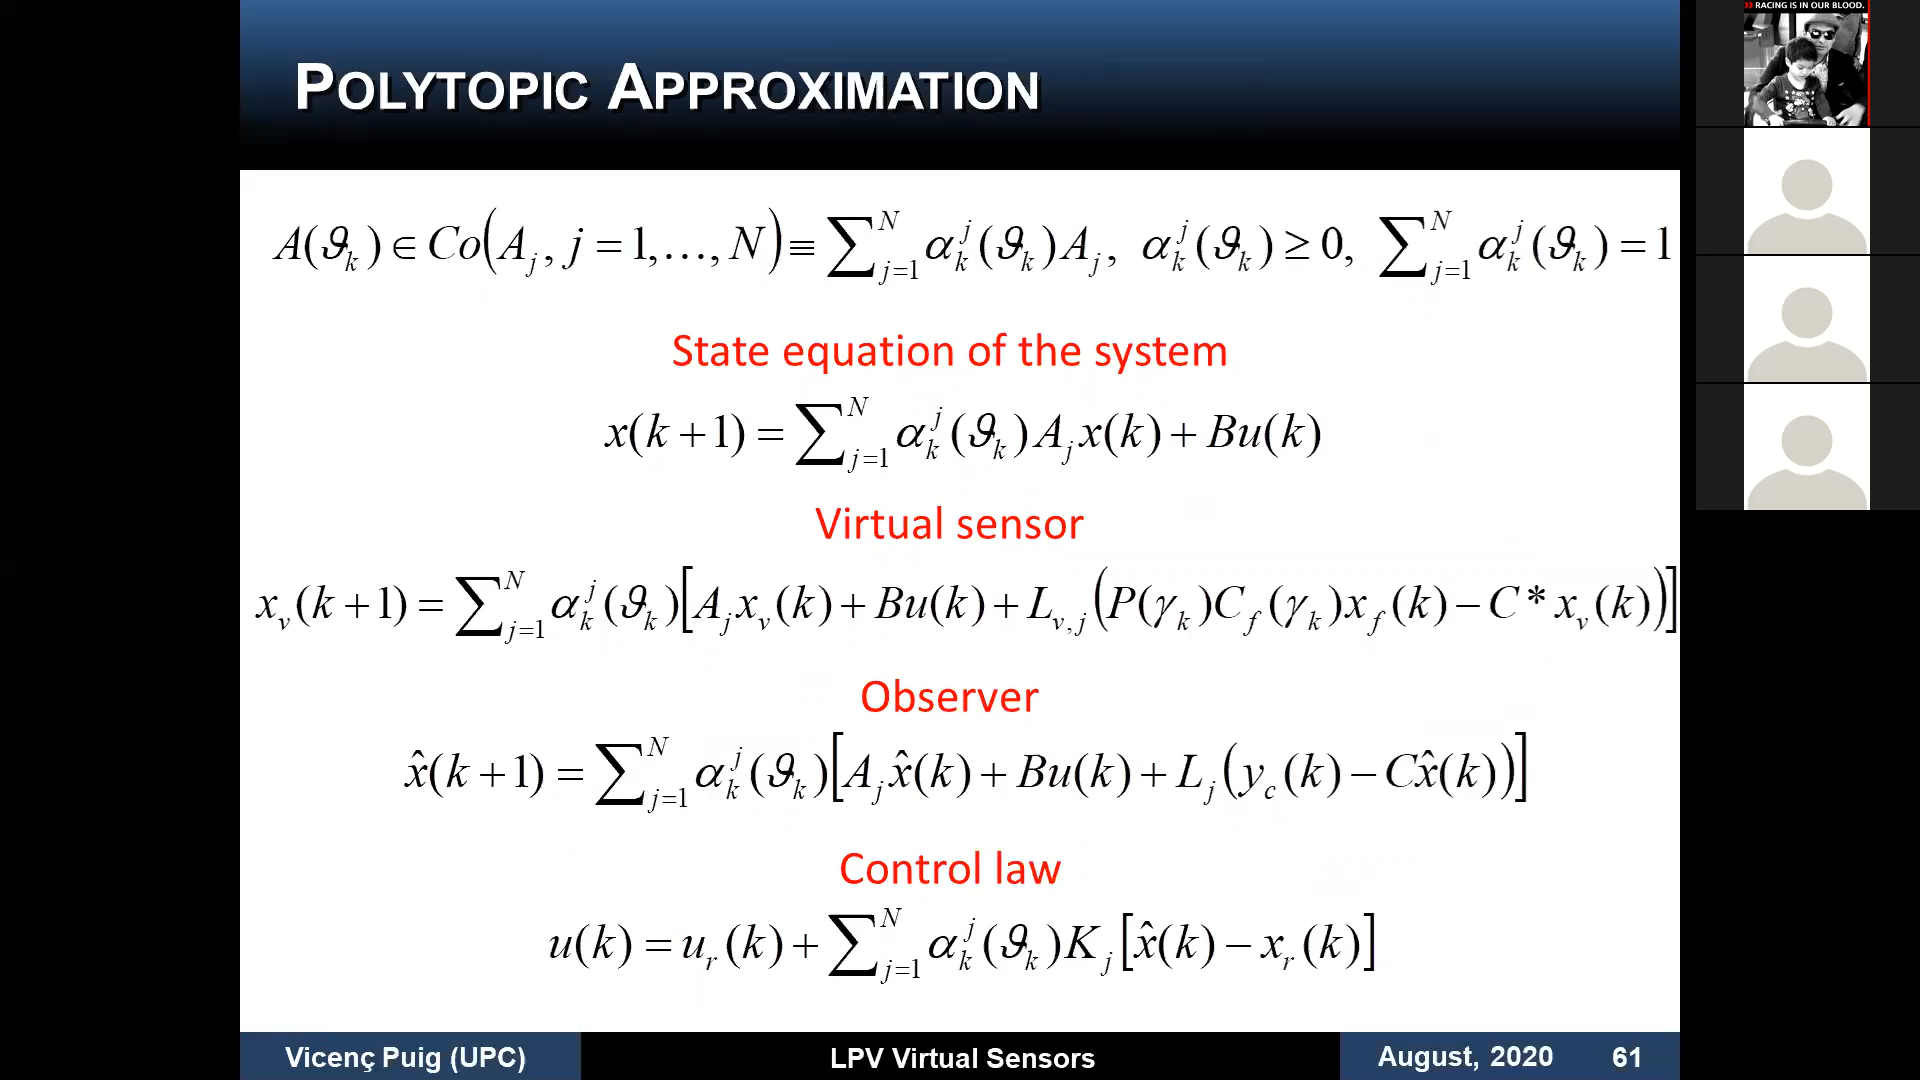 RACING IS IN OUR BLOOD.
POLYTOPIC APPROXIMATION
A(ϑ_k) ∈ Co(A_j, j = 1,…, N) ≡ ∑_{j=1}^{N} α_k^j(ϑ_k) A_j, α_k^j(ϑ_k) ≥ 0, ∑_{j=1}^{N} α_k^j(ϑ_k) = 1
State equation of the system
x(k + 1) = ∑_{j=1}^{N} α_k^j(ϑ_k) A_j x(k) + Bu(k)
Virtual sensor
x_v(k + 1) = ∑_{j=1}^{N} α_k^j(ϑ_k)[A_j x_v(k) + Bu(k) + L_{v,j}(P(γ_k)C_f(γ_k)x_f(k) − C * x_v(k))]
Observer
x̂(k + 1) = ∑_{j=1}^{N} α_k^j(ϑ_k)[A_j x̂(k) + Bu(k) + L_j(y_c(k) − Cx̂(k))]
Control law
u(k) = u_r(k) + ∑_{j=1}^{N} α_k^j(ϑ_k)K_j[x̂(k) − x_r(k)]
Vicenç Puig (UPC) LPV Virtual Sensors August, 2020 61